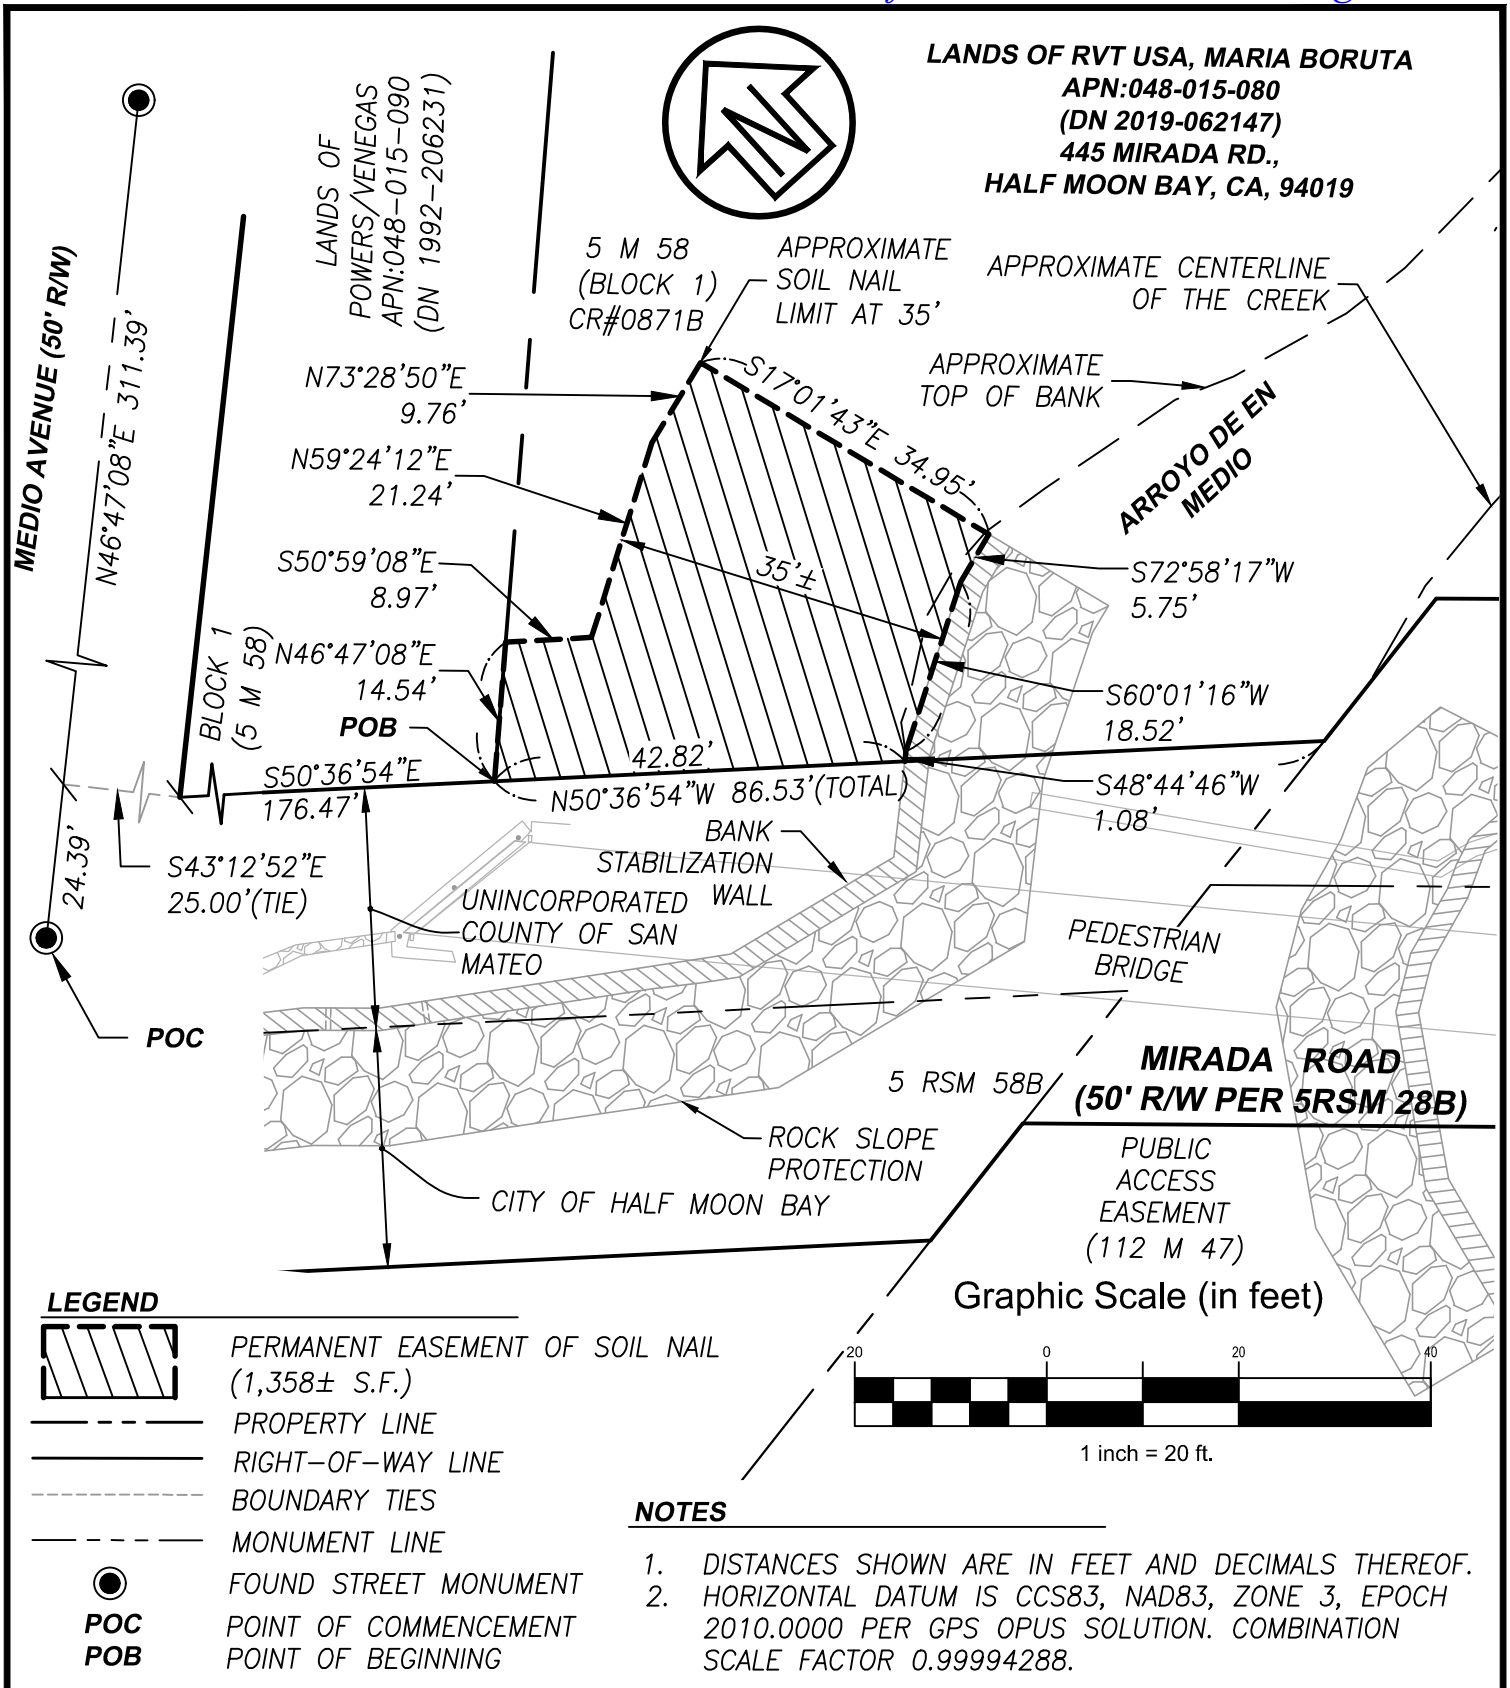 LANDS OF RVT USA, MARIA BORUTA
APN:048-015-080
(DN 2019-062147)
445 MIRADA RD.,
HALF MOON BAY, CA, 94019
N
LANDS OF
POWERS/VENEGAS
APN:048-015-090
(DN 1992-206231)
MEDIO AVENUE (50' R/W)
N46°47'08"E 311.39'
5 M 58
(BLOCK 1)
CR#0871B
APPROXIMATE
SOIL NAIL
LIMIT AT 35'
APPROXIMATE CENTERLINE
OF THE CREEK
APPROXIMATE
TOP OF BANK
ARROYO DE EN
MEDIO
N73°28'50"E
9.76'
S17°01'43"E 34.95'
N59°24'12"E
21.24'
S50°59'08"E
8.97'
35'±
S72°58'17"W
5.75'
BLOCK 1
(5 M 58)
N46°47'08"E
14.54'
POB
S60°01'16"W
18.52'
S50°36'54"E
176.47'
42.82'
N50°36'54"W 86.53'(TOTAL)
S48°44'46"W
1.08'
24.39'
S43°12'52"E
25.00'(TIE)
BANK
STABILIZATION
WALL
UNINCORPORATED
COUNTY OF SAN
MATEO
PEDESTRIAN
BRIDGE
POC
5 RSM 58B
MIRADA ROAD
(50' R/W PER 5RSM 28B)
ROCK SLOPE
PROTECTION
CITY OF HALF MOON BAY
PUBLIC
ACCESS
EASEMENT
(112 M 47)
LEGEND
PERMANENT EASEMENT OF SOIL NAIL
(1,358± S.F.)
PROPERTY LINE
RIGHT-OF-WAY LINE
BOUNDARY TIES
MONUMENT LINE
FOUND STREET MONUMENT
POC POINT OF COMMENCEMENT
POB POINT OF BEGINNING
Graphic Scale (in feet)
20 0 20 40
1 inch = 20 ft.
NOTES
1. DISTANCES SHOWN ARE IN FEET AND DECIMALS THEREOF.
2. HORIZONTAL DATUM IS CCS83, NAD83, ZONE 3, EPOCH
2010.0000 PER GPS OPUS SOLUTION. COMBINATION
SCALE FACTOR 0.99994288.